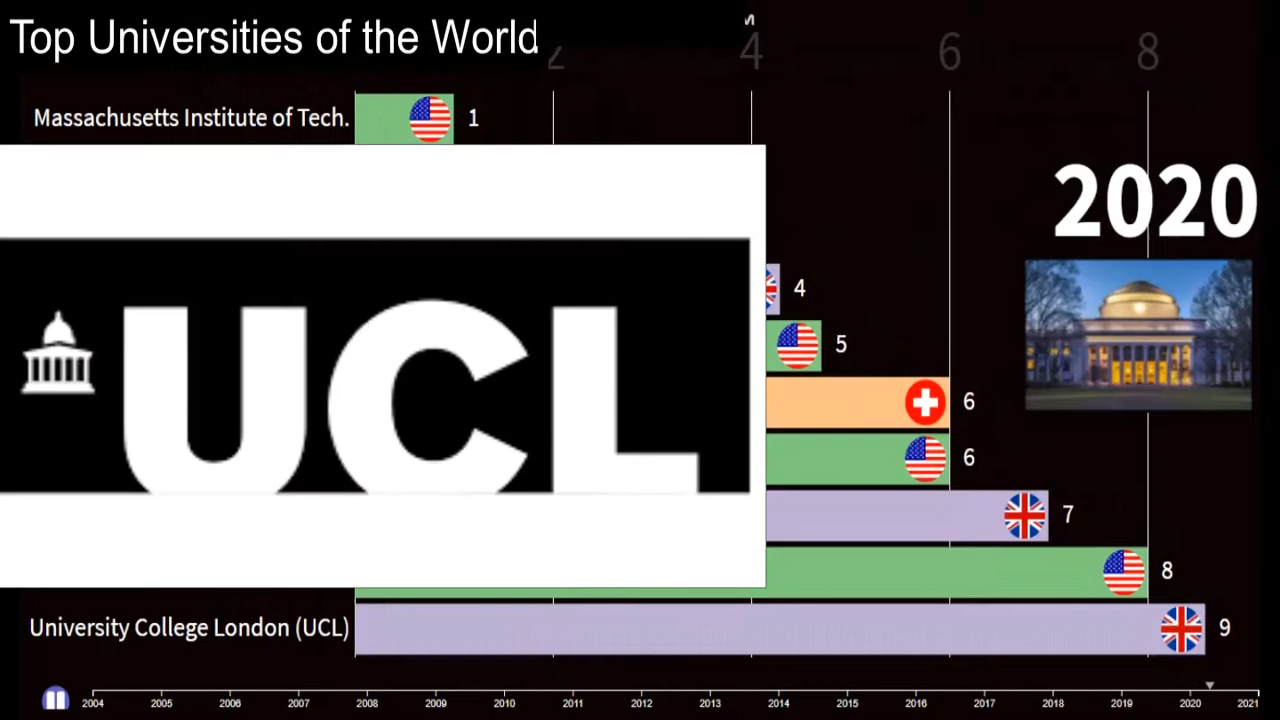 Top Universities of the World
2 4 6 8
Massachusetts Institute of Tech. 1
2020
UCL
4
5
6
6
7
8
University College London (UCL) 9
2004 2005 2006 2007 2008 2009 2010 2011 2012 2013 2014 2015 2016 2017 2018 2019 2020 2021